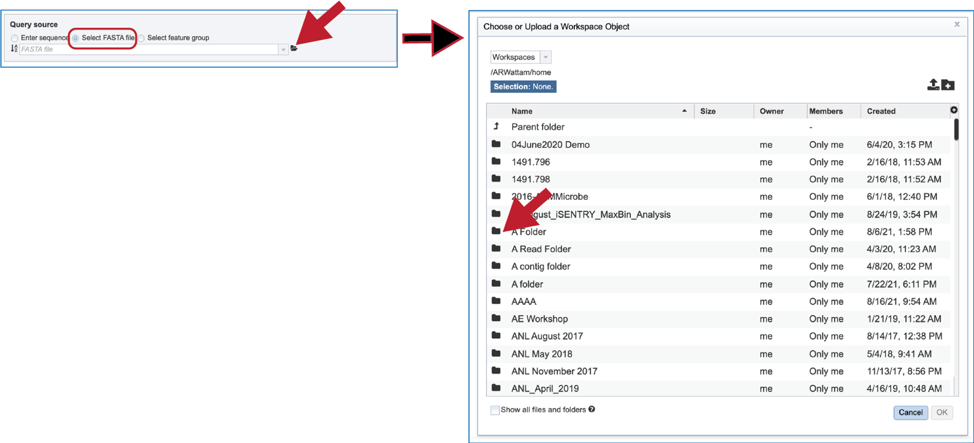 Query source
Enter sequence Select FASTA file Select feature group
FASTA file
Choose or Upload a Workspace Object x
Workspaces
/ARWattam/home
Selection: None.
Name Size Owner Members Created
Parent folder -
04June2020 Demo me Only me 6/4/20, 3:15 PM
1491.796 me Only me 2/16/18, 11:53 AM
1491.798 me Only me 2/16/18, 11:52 AM
me Only me 6/1/18, 12:40 PM
me Only me 8/24/19, 3:54 PM
A Folder me Only me 8/6/21, 1:58 PM
A Read Folder me Only me 4/3/20, 11:23 AM
A contig folder me Only me 4/8/20, 8:02 PM
A folder me Only me 7/22/21, 6:11 PM
AAAA me Only me 8/16/21, 9:54 AM
AE Workshop me Only me 1/21/19, 11:22 AM
ANL August 2017 me Only me 8/14/17, 12:38 PM
ANL May 2018 me Only me 5/4/18, 9:41 AM
ANL November 2017 me Only me 11/13/17, 8:56 PM
ANL_April_2019 me Only me 4/16/19, 10:48 AM
Show all files and folders ?
Cancel OK